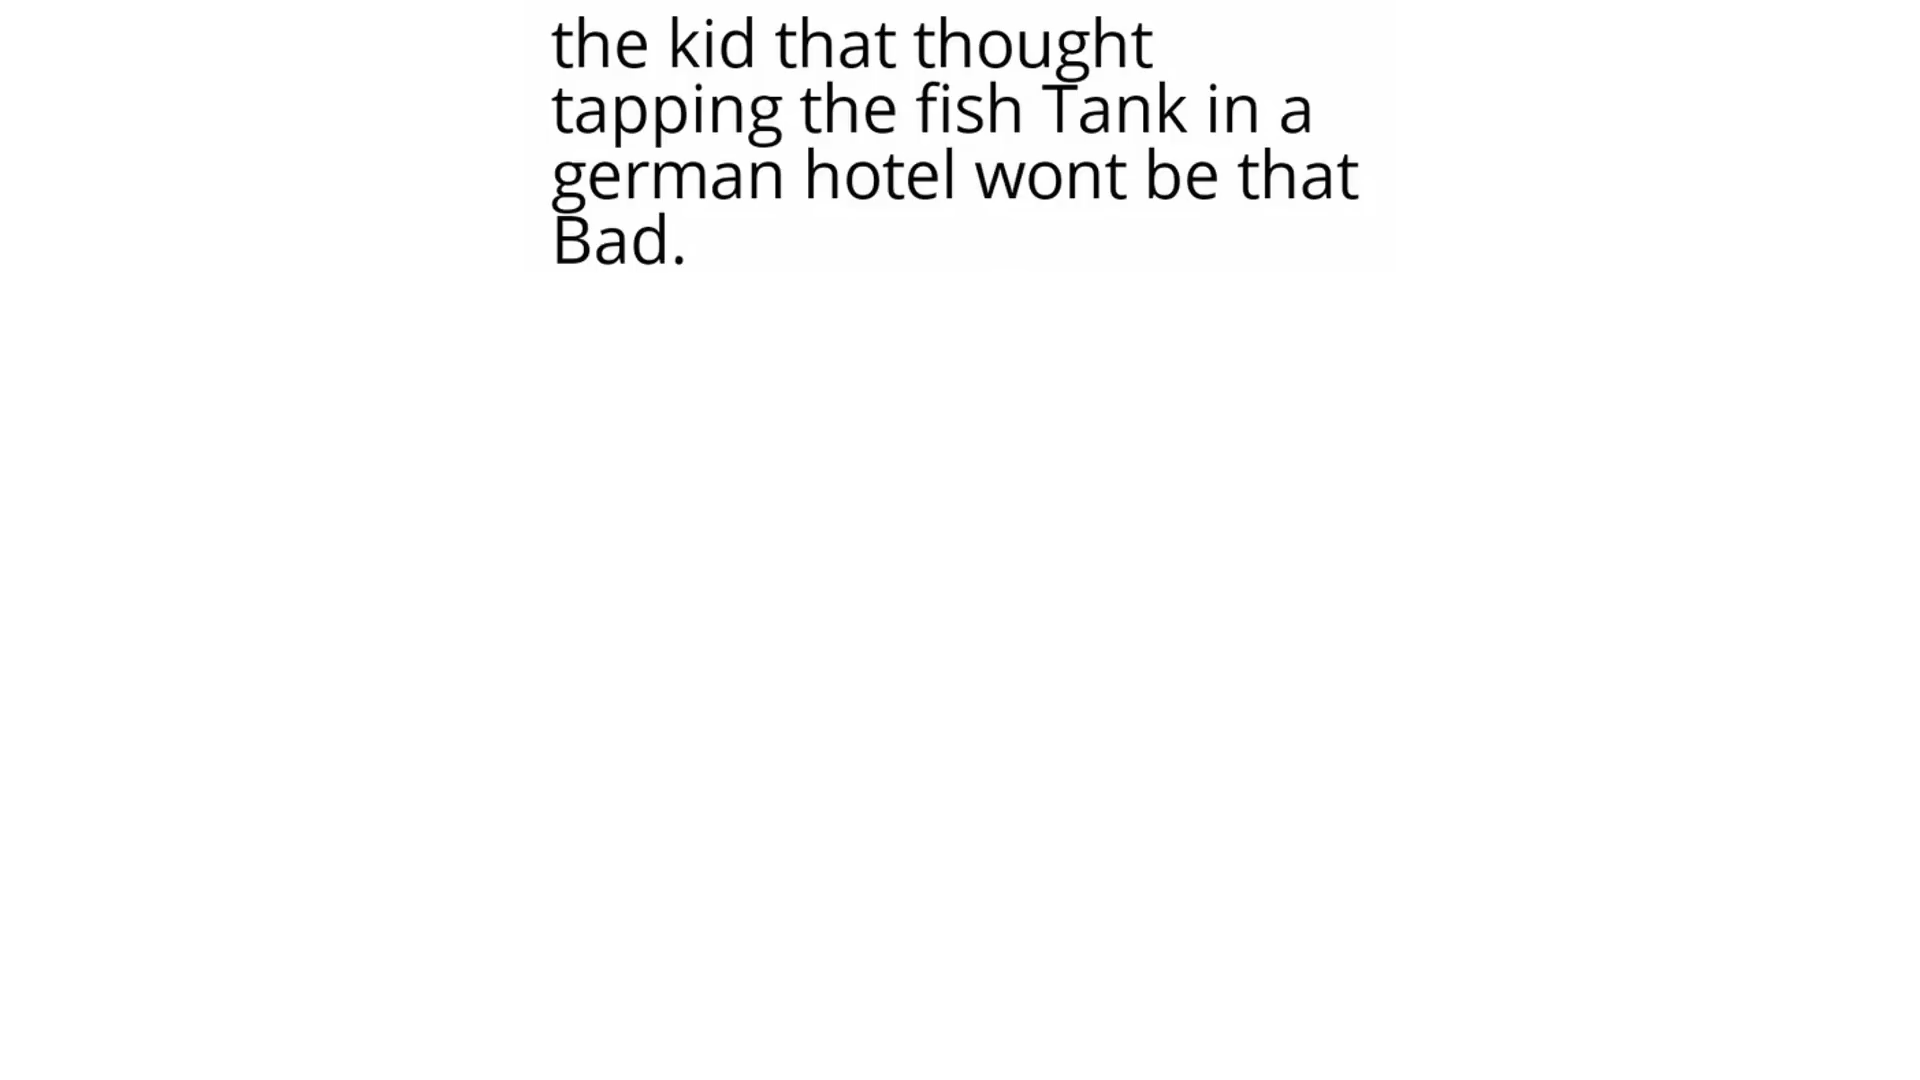 the kid that thought
tapping the fish Tank in a
german hotel wont be that
Bad.